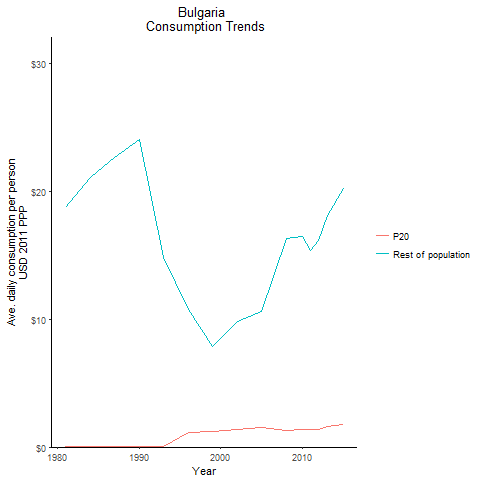 Bulgaria
Consumption Trends
Ave. daily consumption per person
USD 2011 PPP
$30
$20
$10
$0
1980
1990
2000
2010
Year
P20
Rest of population